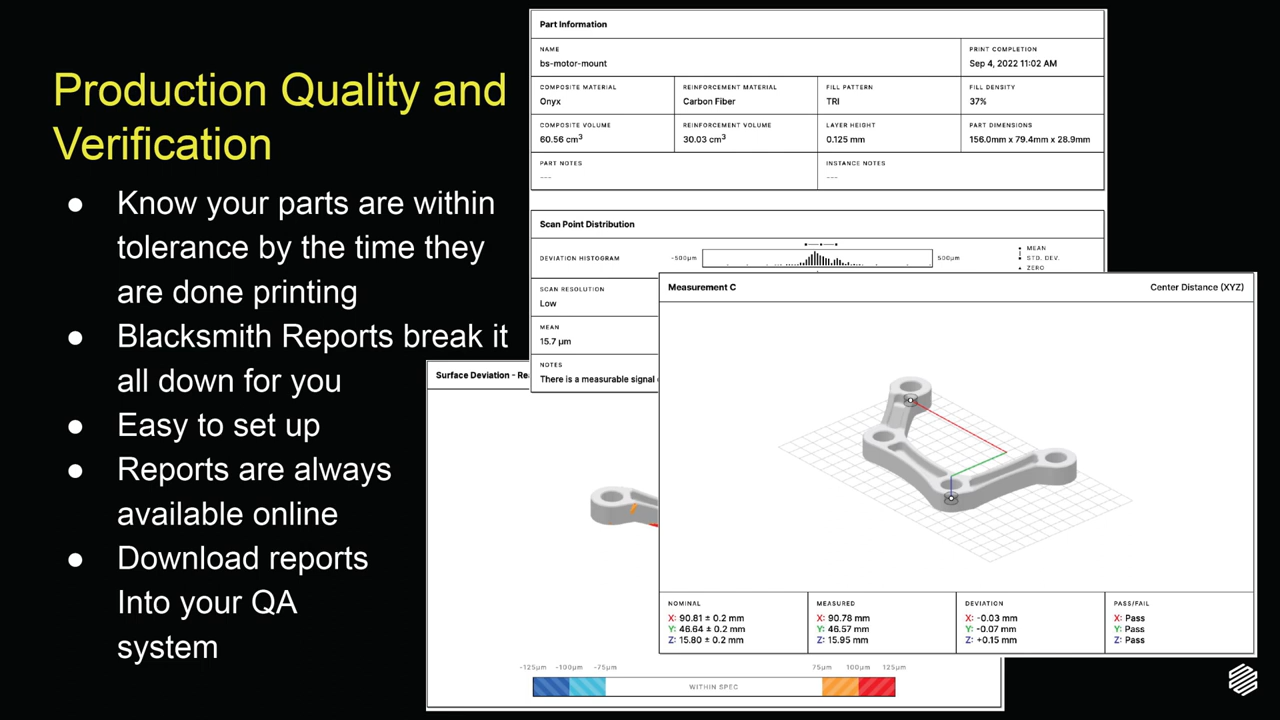 Production Quality and
Verification
● Know your parts are within
tolerance by the time they
are done printing
● Blacksmith Reports break it
all down for you
● Easy to set up
● Reports are always
available online
● Download reports
Into your QA
system
Part Information
NAME
bs-motor-mount
PRINT COMPLETION
Sep 4, 2022 11:02 AM
COMPOSITE MATERIAL
Onyx
REINFORCEMENT MATERIAL
Carbon Fiber
FILL PATTERN
TRI
FILL DENSITY
37%
COMPOSITE VOLUME
60.56 cm³
REINFORCEMENT VOLUME
30.03 cm³
LAYER HEIGHT
0.125 mm
PART DIMENSIONS
156.0mm x 79.4mm x 28.9mm
PART NOTES
---
INSTANCE NOTES
---
Scan Point Distribution
DEVIATION HISTOGRAM
-500µm
500µm
MEAN
STD. DEV.
ZERO
SCAN RESOLUTION
Low
MEAN
15.7 µm
NOTES
There is a measurable signal
Surface Deviation -
-125µm -100µm -75µm
75µm 100µm 125µm
WITHIN SPEC
Measurement C
Center Distance (XYZ)
NOMINAL
X: 90.81 ± 0.2 mm
Y: 46.64 ± 0.2 mm
Z: 15.80 ± 0.2 mm
MEASURED
X: 90.78 mm
Y: 46.57 mm
Z: 15.95 mm
DEVIATION
X: -0.03 mm
Y: -0.07 mm
Z: +0.15 mm
PASS/FAIL
X: Pass
Y: Pass
Z: Pass